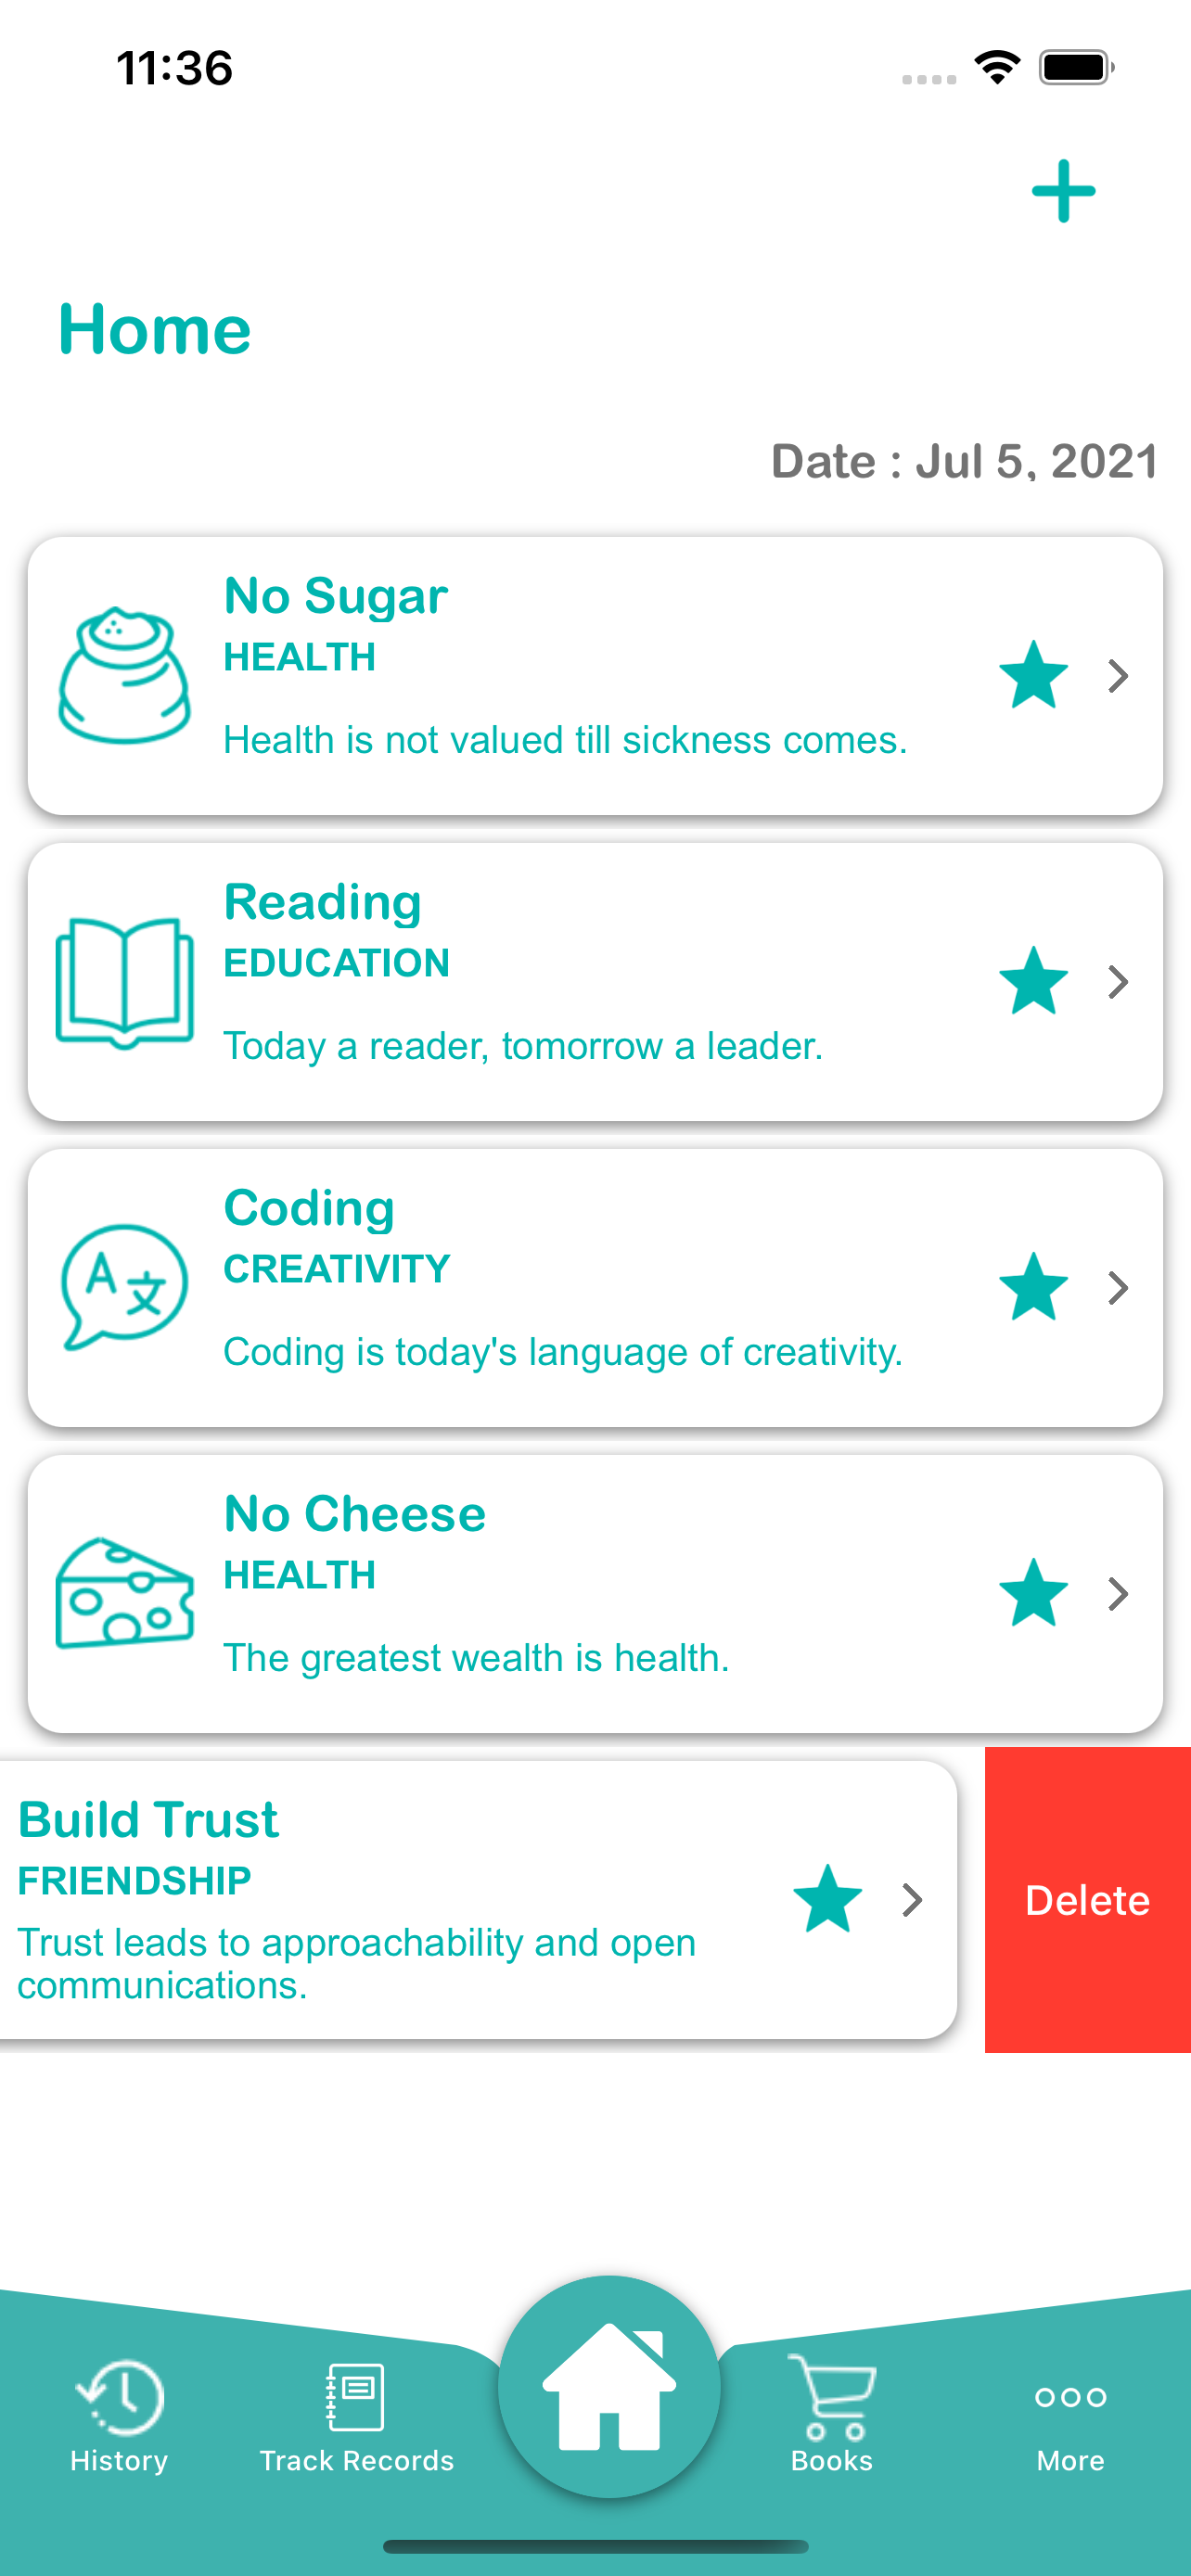 11:36
Home
Date : Jul 5, 2021
No Sugar
HEALTH
Health is not valued till sickness comes.
Reading
EDUCATION
Today a reader, tomorrow a leader.
A 文
Coding
CREATIVITY
Coding is today's language of creativity.
No Cheese
HEALTH
The greatest wealth is health.
Build Trust
FRIENDSHIP
Trust leads to approachability and open
communications.
Delete
History
Track Records
Books
More